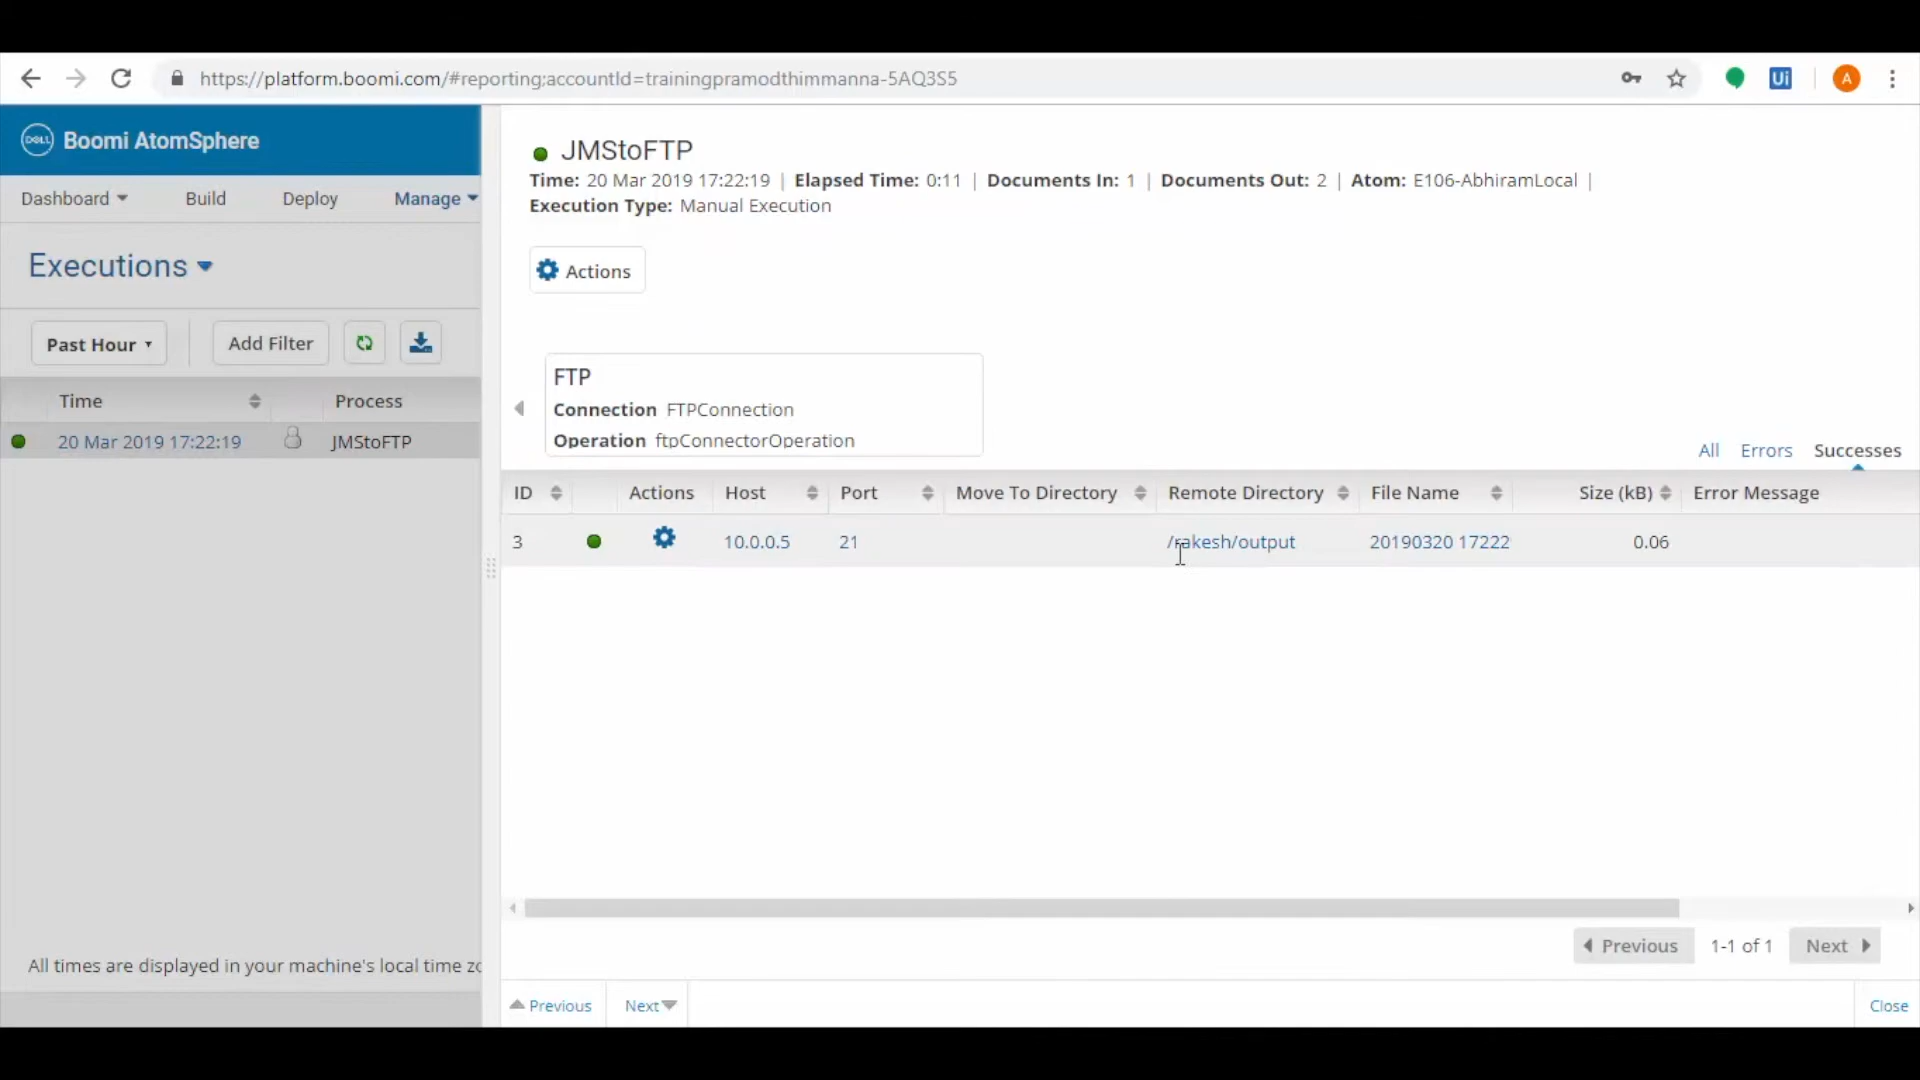 https://platform.boomi.com/#reporting;accountId=trainingpramodthimmanna-5AQ3S5
Ui
A
DELL Boomi AtomSphere
Dashboard Build Deploy Manage
Executions
Past Hour Add Filter
Time Process
20 Mar 2019 17:22:19 JMStoFTP
All times are displayed in your machine's local time zo
JMStoFTP
Time: 20 Mar 2019 17:22:19 | Elapsed Time: 0:11 | Documents In: 1 | Documents Out: 2 | Atom: E106-AbhiramLocal |
Execution Type: Manual Execution
Actions
FTP
Connection FTPConnection
Operation ftpConnectorOperation
All Errors Successes
ID Actions Host Port Move To Directory Remote Directory File Name Size (kB) Error Message
3 10.0.0.5 21 /rakesh/output 20190320 17222 0.06
Previous 1-1 of 1 Next
Previous Next Close